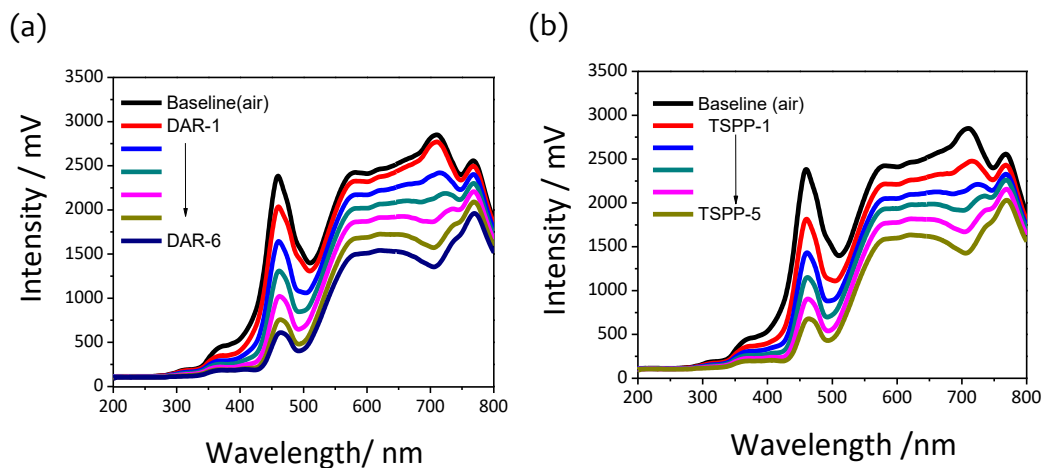 (a)
3500
3000
2500
2000
1500
1000
500
0
Intensity / mV
Baseline(air)
DAR-1
DAR-6
200 300 400 500 600 700 800
Wavelength/ nm
(b)
3500
3000
2500
2000
1500
1000
500
0
Intensity / mV
Baseline (air)
TSPP-1
TSPP-5
200 300 400 500 600 700 800
Wavelength /nm